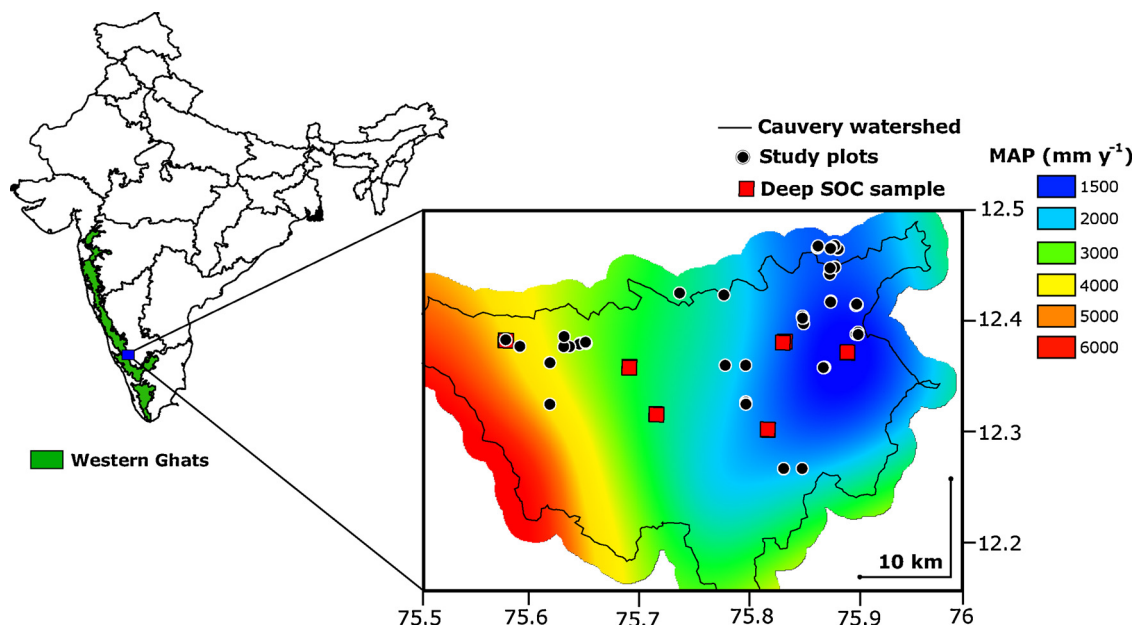 Cauvery watershed
Study plots
Deep SOC sample
MAP (mm y⁻¹)
1500
2000
3000
4000
5000
6000
Western Ghats
12.5
12.4
12.3
12.2
10 km
75.5
75.6
75.7
75.8
75.9
76